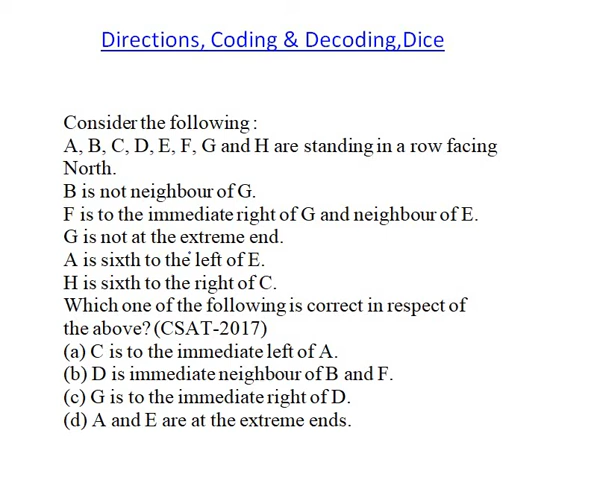 Directions, Coding & Decoding,Dice
Consider the following :
A, B, C, D, E, F, G and H are standing in a row facing
North.
B is not neighbour of G.
F is to the immediate right of G and neighbour of E.
G is not at the extreme end.
A is sixth to the left of E.
H is sixth to the right of C.
Which one of the following is correct in respect of
the above? (CSAT-2017)
(a) C is to the immediate left of A.
(b) D is immediate neighbour of B and F.
(c) G is to the immediate right of D.
(d) A and E are at the extreme ends.